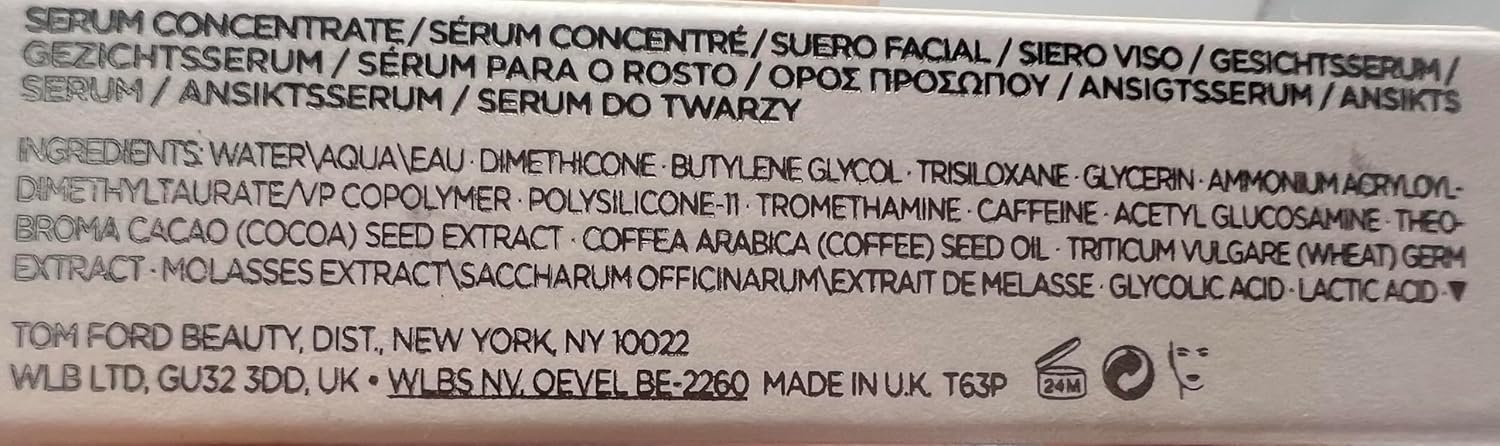 SERUM CONCENTRATE/SÉRUM CONCENTRÉ/SUERO FACIAL/SIERO VISO/GESICHTSSERUM/
GEZICHTSSERUM/SÉRUM PARA O ROSTO/ΟΡΟΣ ΠΡΟΣΩΠΟΥ/ANSIGTSSERUM/ANSIKTS
SERUM/ANSIKTSSERUM/SERUM DO TWARZY
INGREDIENTS: WATER\AQUA\EAU · DIMETHICONE · BUTYLENE GLYCOL · TRISILOXANE · GLYCERIN · AMMONIUM ACRYLOYL-
DIMETHYLTAURATE/VP COPOLYMER · POLYSILICONE-11 · TROMETHAMINE · CAFFEINE · ACETYL GLUCOSAMINE · THEO-
BROMA CACAO (COCOA) SEED EXTRACT · COFFEA ARABICA (COFFEE) SEED OIL · TRITICUM VULGARE (WHEAT) GERM
EXTRACT · MOLASSES EXTRACT\SACCHARUM OFFICINARUM\EXTRAIT DE MELASSE · GLYCOLIC ACID · LACTIC ACID · ▼
TOM FORD BEAUTY, DIST., NEW YORK, NY 10022
WLB LTD, GU32 3DD, UK • WLBS NV, OEVEL BE-2260 MADE IN U.K. T63P
24M